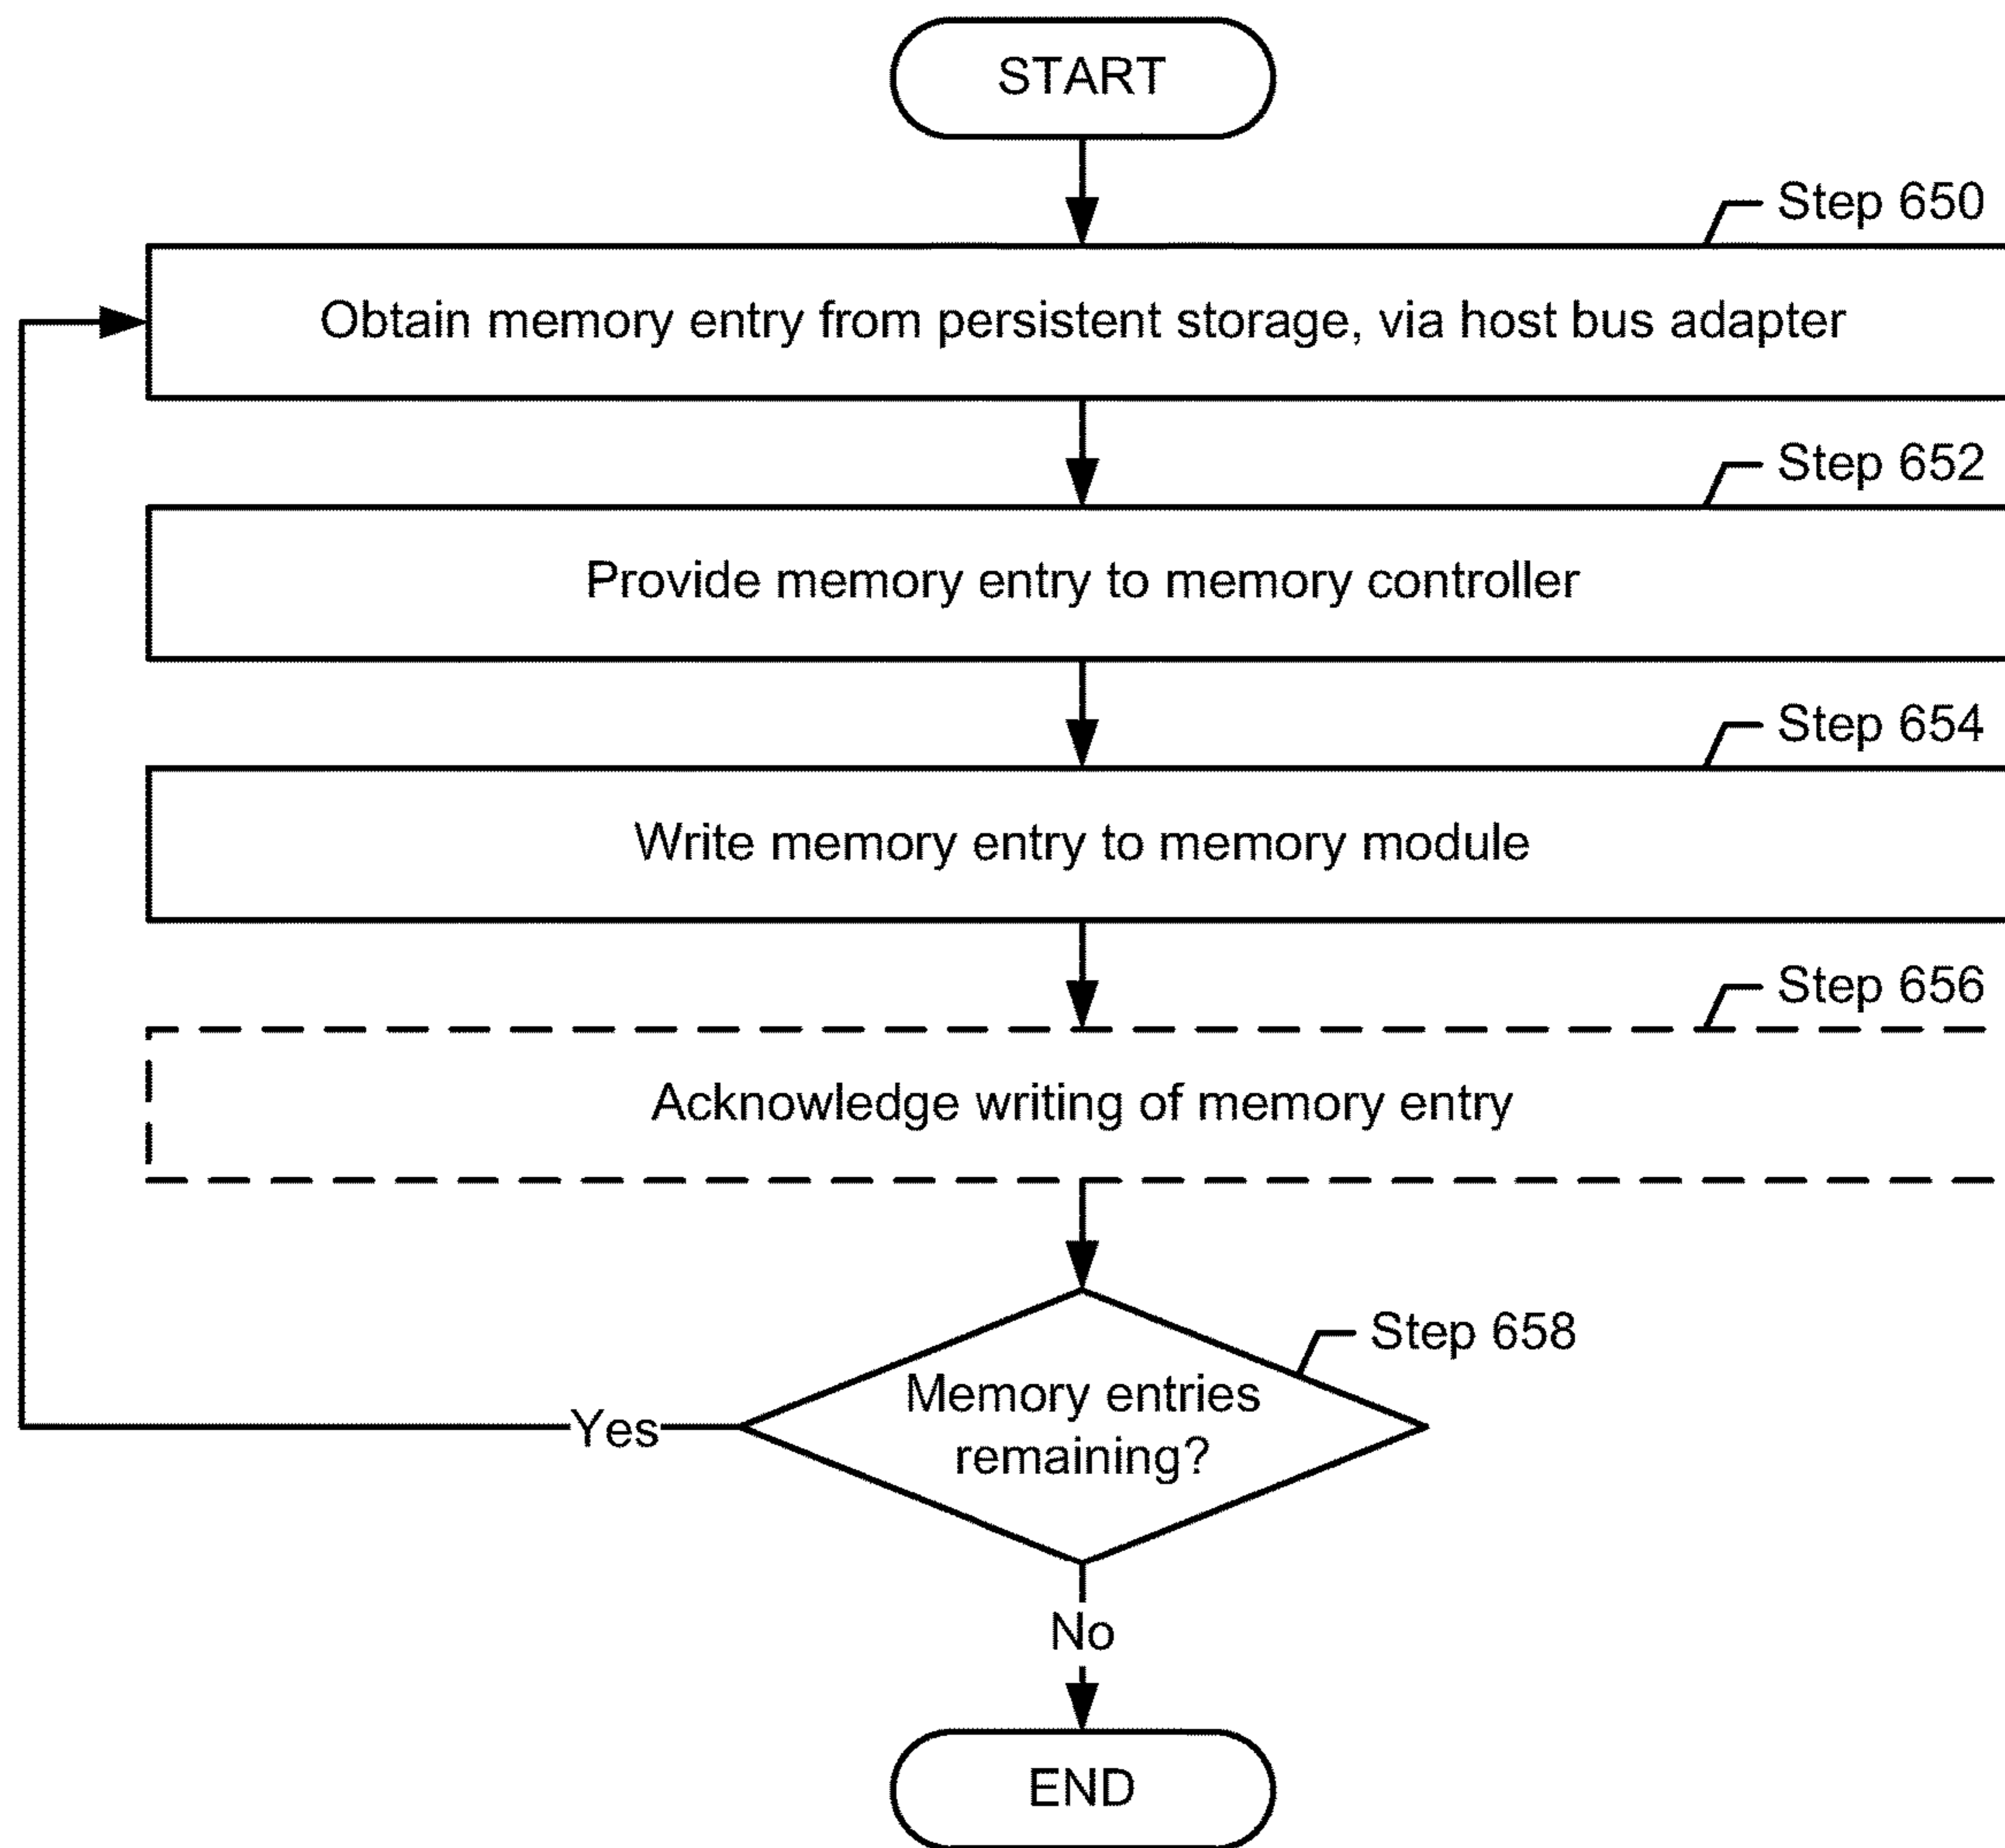 START
Step 650
Obtain memory entry from persistent storage, via host bus adapter
Step 652
Provide memory entry to memory controller
Step 654
Write memory entry to memory module
Step 656
Acknowledge writing of memory entry
Step 658
Memory entries
remaining?
Yes
No
END